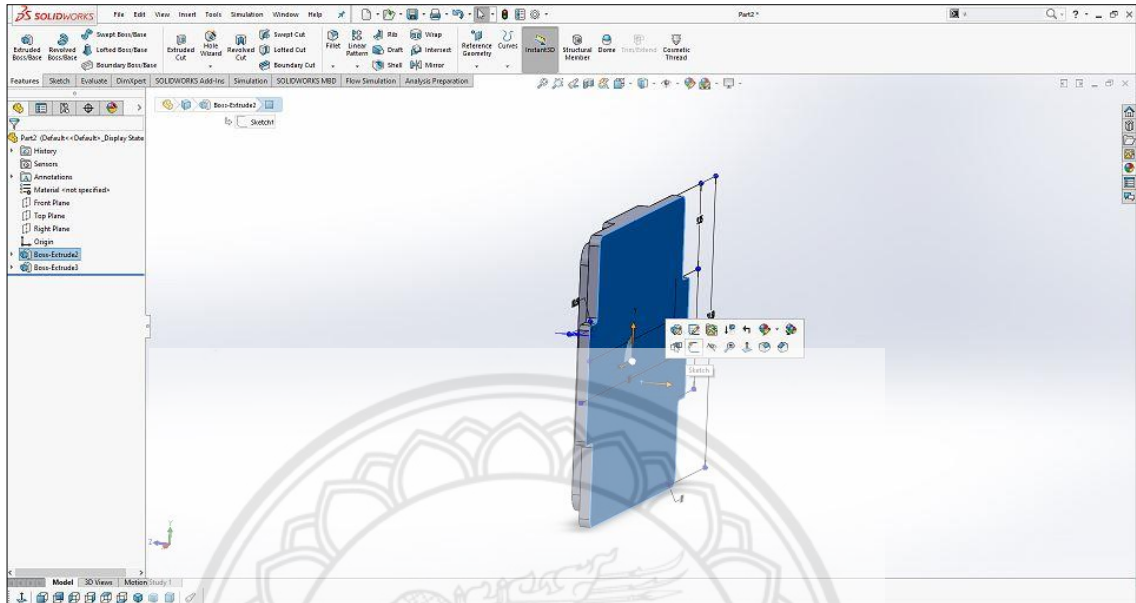 SOLIDWORKS File Edit View Insert Tools Simulation Window Help Part2 *
Extruded Boss/Base Revolved Boss/Base Swept Boss/Base Lofted Boss/Base Boundary Boss/Base Extruded Cut Hole Wizard Revolved Cut Swept Cut Lofted Cut Boundary Cut Fillet Linear Pattern Rib Draft Shell Wrap Intersect Mirror Reference Geometry Curves Instant3D Structural Member Dome Trim/Extend Cosmetic Thread
Features Sketch Evaluate DimXpert SOLIDWORKS Add-Ins Simulation SOLIDWORKS MBD Flow Simulation Analysis Preparation
Boss-Extrude2
Sketch1
Part2 (Default<<Default>_Display State
History
Sensors
Annotations
Material <not specified>
Front Plane
Top Plane
Right Plane
Origin
Boss-Extrude2
Boss-Extrude3
Sketch
Y
Z
Model 3D Views Motion Study 1